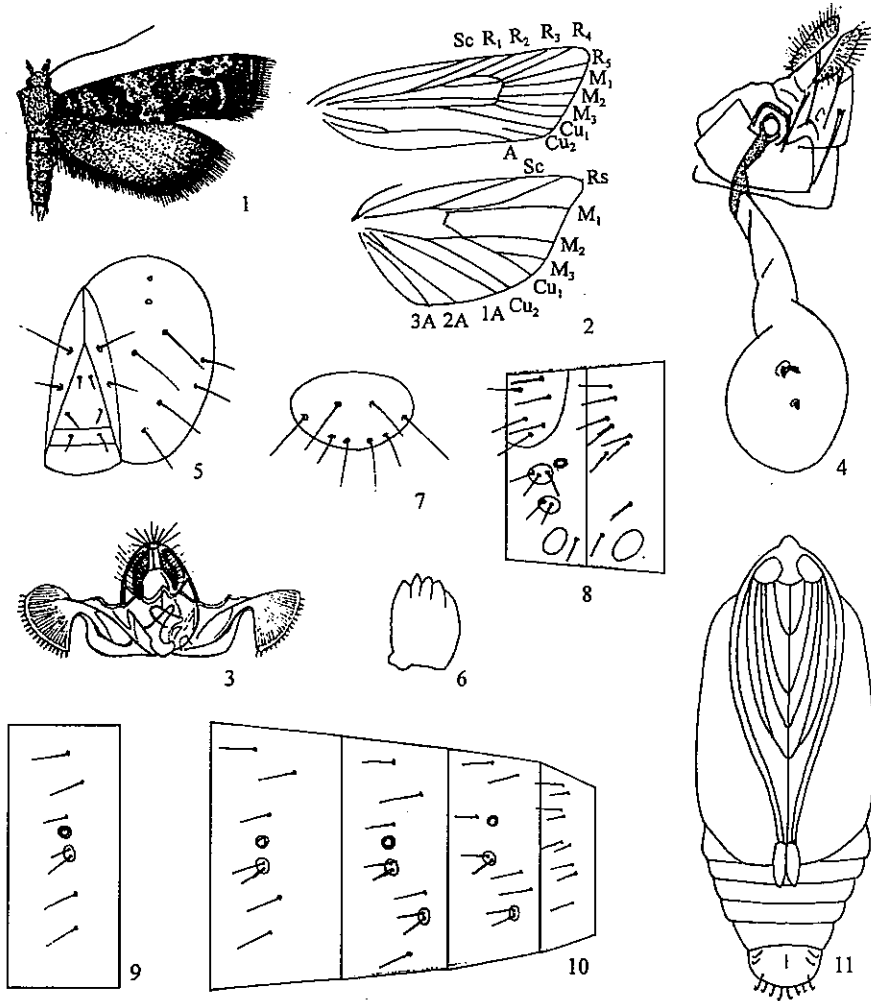 Sc R₁ R₂ R₃ R₄
R₅
M₁
M₂
M₃
Cu₁
Cu₂
A
1
Sc Rs
M₁
M₂
M₃
Cu₁
Cu₂
1A
2A
3A
2
4
5
7
8
3
6
9
10
11